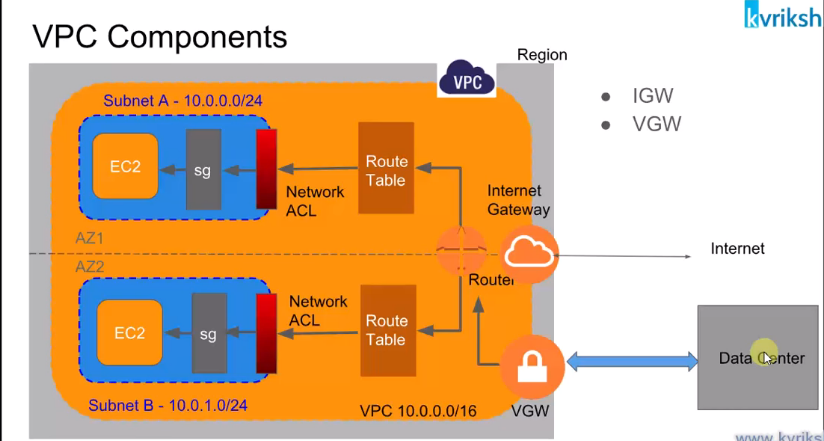 kvriksh
VPC Components
Region
VPC
Subnet A - 10.0.0.0/24
IGW
VGW
EC2
sg
Network
ACL
Route
Table
Internet
Gateway
AZ1
AZ2
Router
Internet
EC2
sg
Network
ACL
Route
Table
Data Center
Subnet B - 10.0.1.0/24
VPC 10.0.0.0/16
VGW
www.kvriksh